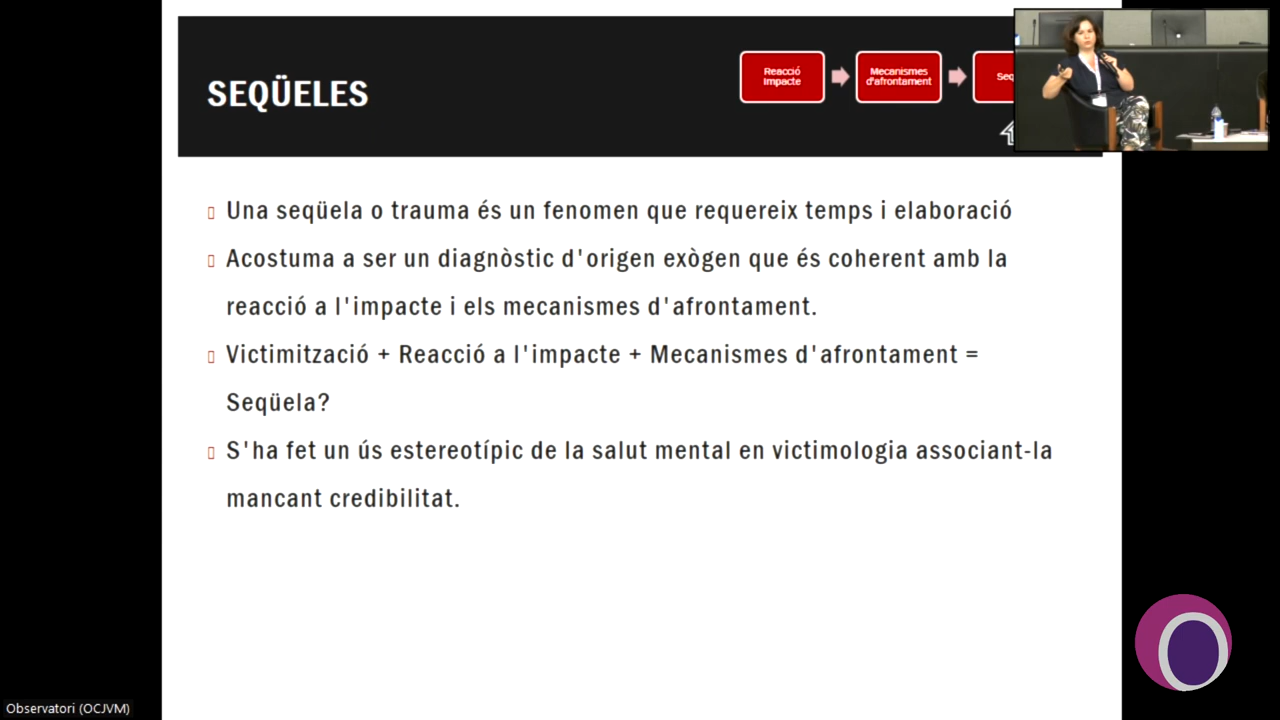 SEQÜELES
Reacció
Impacte
Mecanismes
d'afrontament
Una seqüela o trauma és un fenomen que requereix temps i elaboració
Acostuma a ser un diagnòstic d'origen exògen que és coherent amb la
reacció a l'impacte i els mecanismes d'afrontament.
Victimització + Reacció a l'impacte + Mecanismes d'afrontament =
Seqüela?
S'ha fet un ús estereotípic de la salut mental en victimologia associant-la
mancant credibilitat.
Observatori (OCJVM)